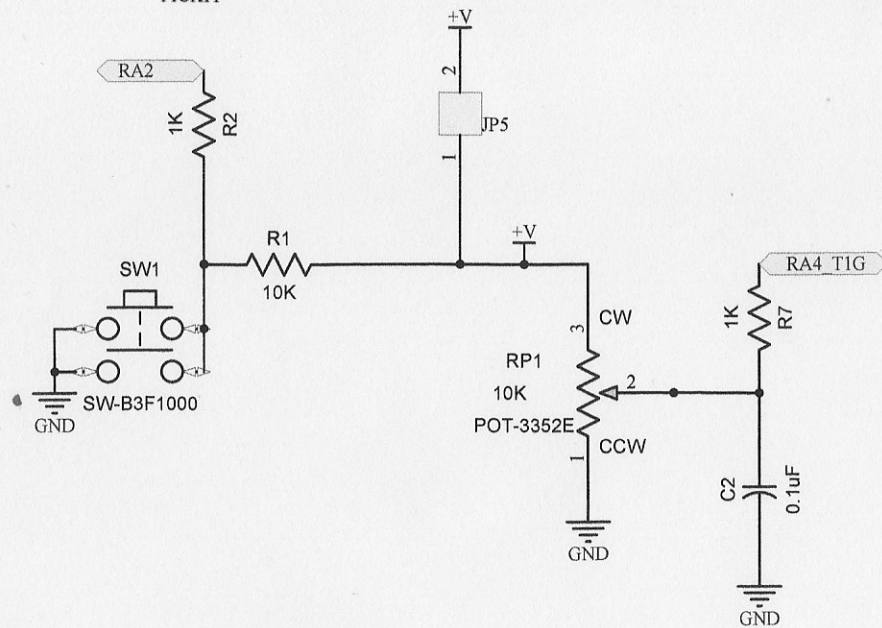 +V
RA2
2
1K
R2
JP5
1
+V
R1
10K
SW1
RA4_T1G
1K
R7
CW
3
RP1
10K
2
POT-3352E
CCW
1
SW-B3F1000
GND
C2
0.1uF
GND
GND